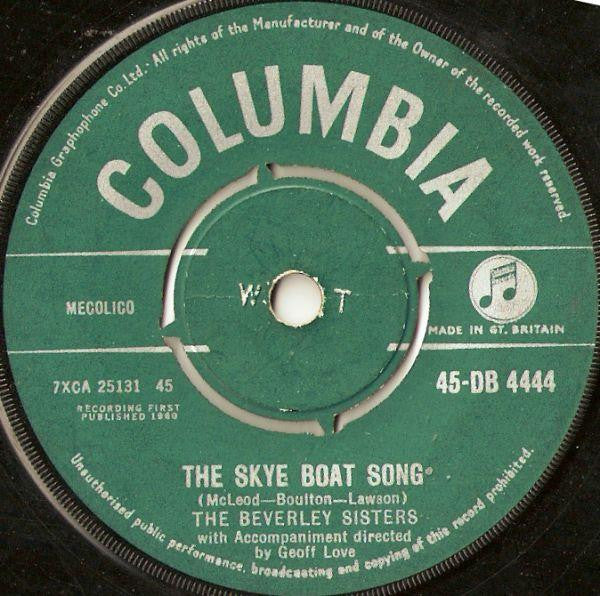 Columbia Graphophone Co. Ltd. · All rights of the Manufacturer and of the Owner of the recorded work reserved.
COLUMBIA
MECOLICO
MADE IN GT. BRITAIN
7XCA 25131 45
45-DB 4444
RECORDING FIRST
PUBLISHED 1960
THE SKYE BOAT SONG
(McLeod—Boulton—Lawson)
THE BEVERLEY SISTERS
with Accompaniment directed
by Geoff Love
Unauthorised public performance, broadcasting and copying of this record prohibited.